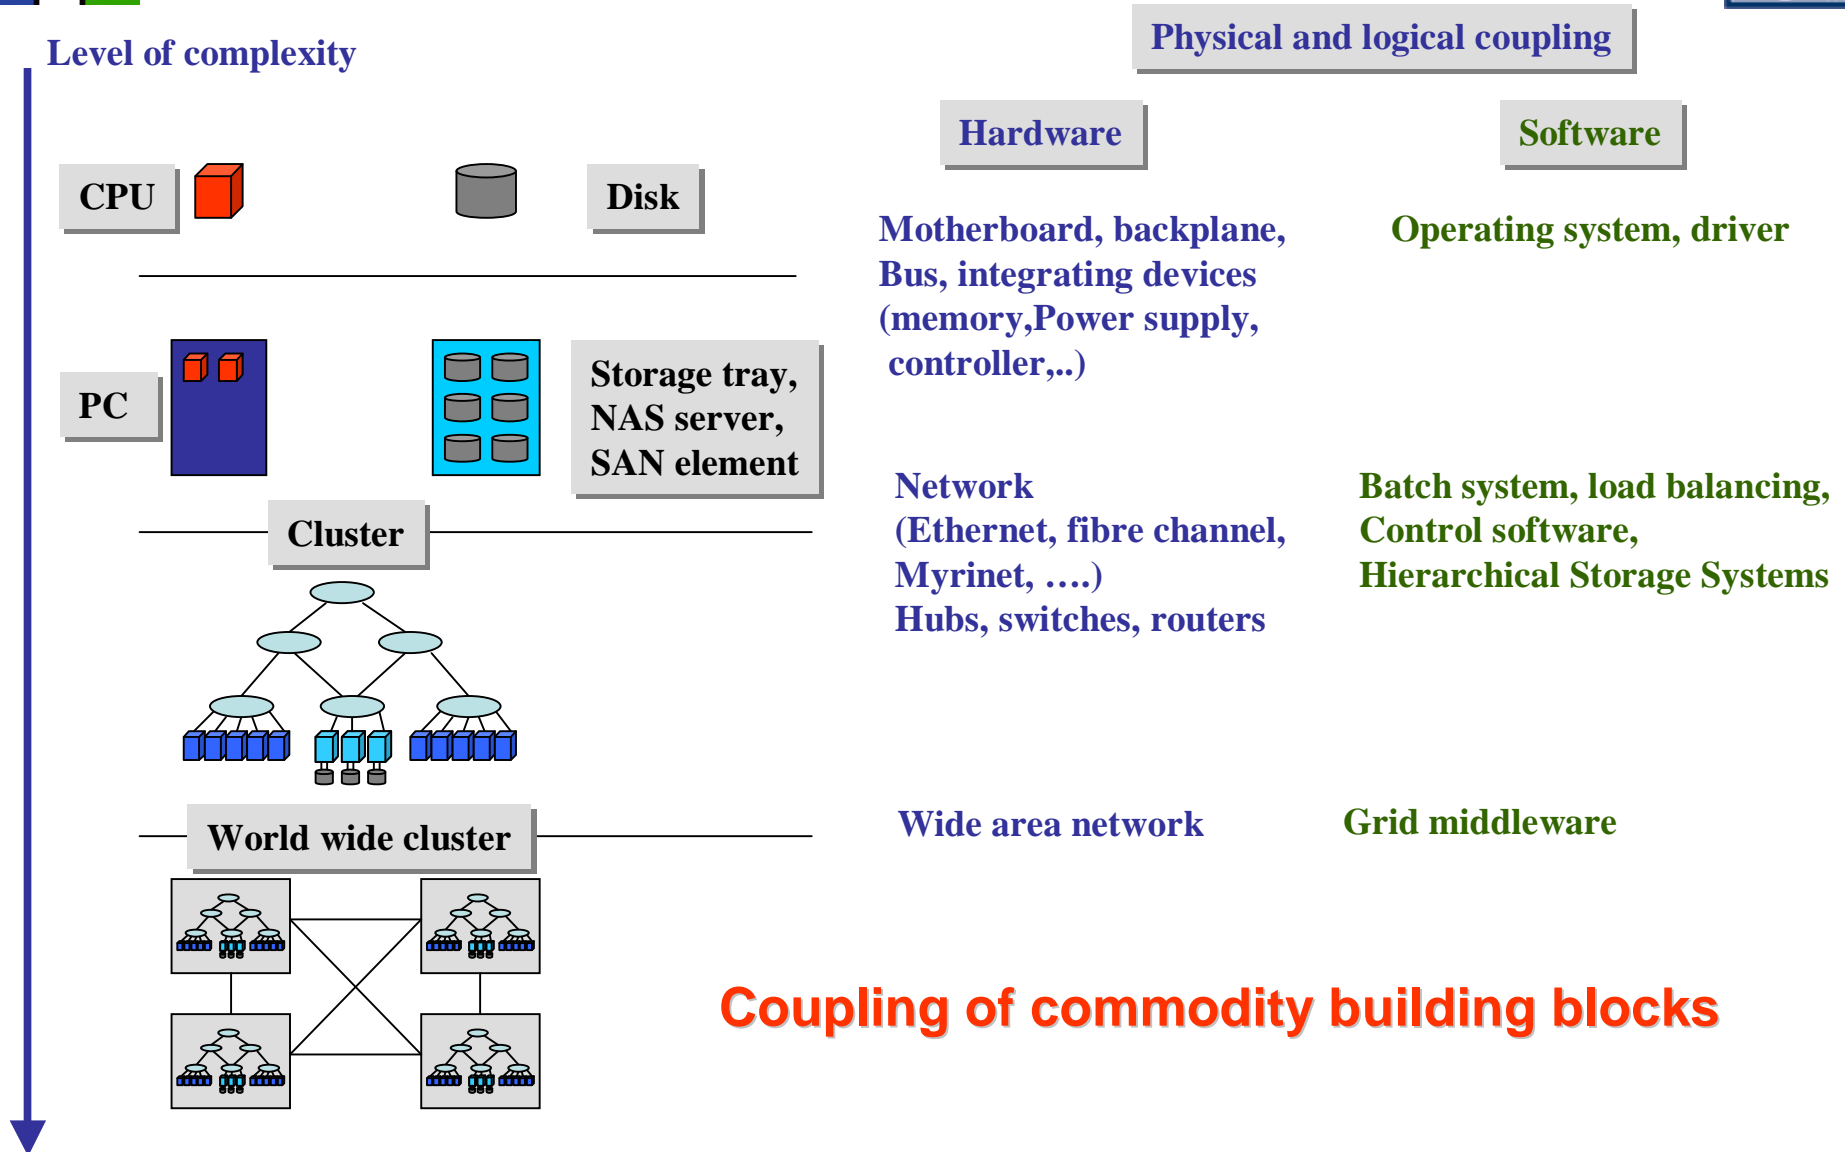 Level of complexity
Physical and logical coupling
Hardware
Software
CPU
Disk
Motherboard, backplane,
Bus, integrating devices
(memory,Power supply,
controller,..)
Operating system, driver
PC
Storage tray,
NAS server,
SAN element
Network
(Ethernet, fibre channel,
Myrinet, ….)
Hubs, switches, routers
Batch system, load balancing,
Control software,
Hierarchical Storage Systems
Cluster
World wide cluster
Wide area network
Grid middleware
Coupling of commodity building blocks